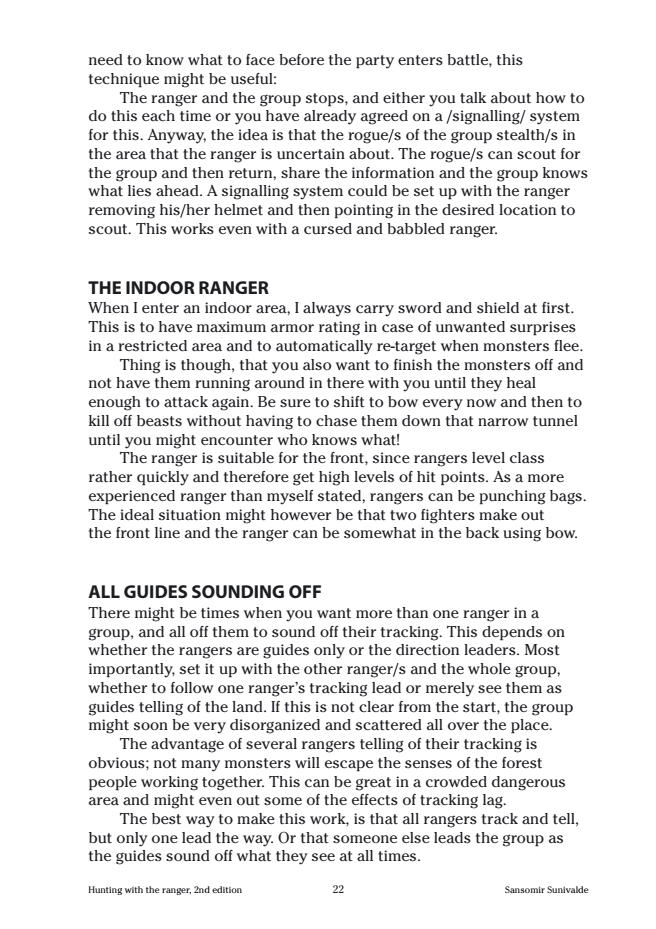 need to know what to face before the party enters battle, this
technique might be useful:
The ranger and the group stops, and either you talk about how to
do this each time or you have already agreed on a /signalling/ system
for this. Anyway, the idea is that the rogue/s of the group stealth/s in
the area that the ranger is uncertain about. The rogue/s can scout for
the group and then return, share the information and the group knows
what lies ahead. A signalling system could be set up with the ranger
removing his/her helmet and then pointing in the desired location to
scout. This works even with a cursed and babbled ranger.
THE INDOOR RANGER
When I enter an indoor area, I always carry sword and shield at first.
This is to have maximum armor rating in case of unwanted surprises
in a restricted area and to automatically re-target when monsters flee.
Thing is though, that you also want to finish the monsters off and
not have them running around in there with you until they heal
enough to attack again. Be sure to shift to bow every now and then to
kill off beasts without having to chase them down that narrow tunnel
until you might encounter who knows what!
The ranger is suitable for the front, since rangers level class
rather quickly and therefore get high levels of hit points. As a more
experienced ranger than myself stated, rangers can be punching bags.
The ideal situation might however be that two fighters make out
the front line and the ranger can be somewhat in the back using bow.
ALL GUIDES SOUNDING OFF
There might be times when you want more than one ranger in a
group, and all off them to sound off their tracking. This depends on
whether the rangers are guides only or the direction leaders. Most
importantly, set it up with the other ranger/s and the whole group,
whether to follow one ranger's tracking lead or merely see them as
guides telling of the land. If this is not clear from the start, the group
might soon be very disorganized and scattered all over the place.
The advantage of several rangers telling of their tracking is
obvious; not many monsters will escape the senses of the forest
people working together. This can be great in a crowded dangerous
area and might even out some of the effects of tracking lag.
The best way to make this work, is that all rangers track and tell,
but only one lead the way. Or that someone else leads the group as
the guides sound off what they see at all times.
Hunting with the ranger, 2nd edition 22 Sansomir Sunivalde